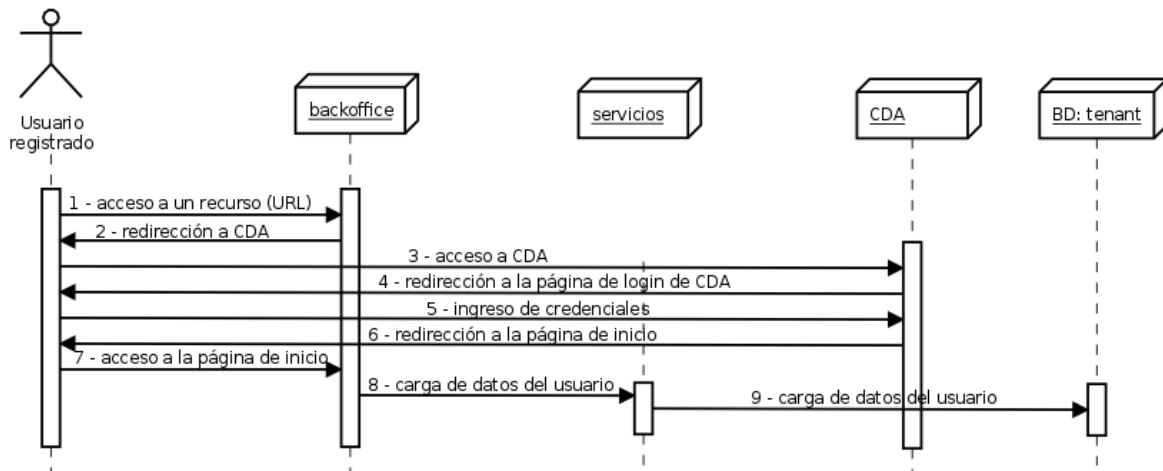 Usuario
registrado
backoffice
servicios
CDA
BD: tenant
1 - acceso a un recurso (URL)
2 - redirección a CDA
3 - acceso a CDA
4 - redirección a la página de login de CDA
5 - ingreso de credenciales
6 - redirección a la página de inicio
7 - acceso a la página de inicio
8 - carga de datos del usuario
9 - carga de datos del usuario